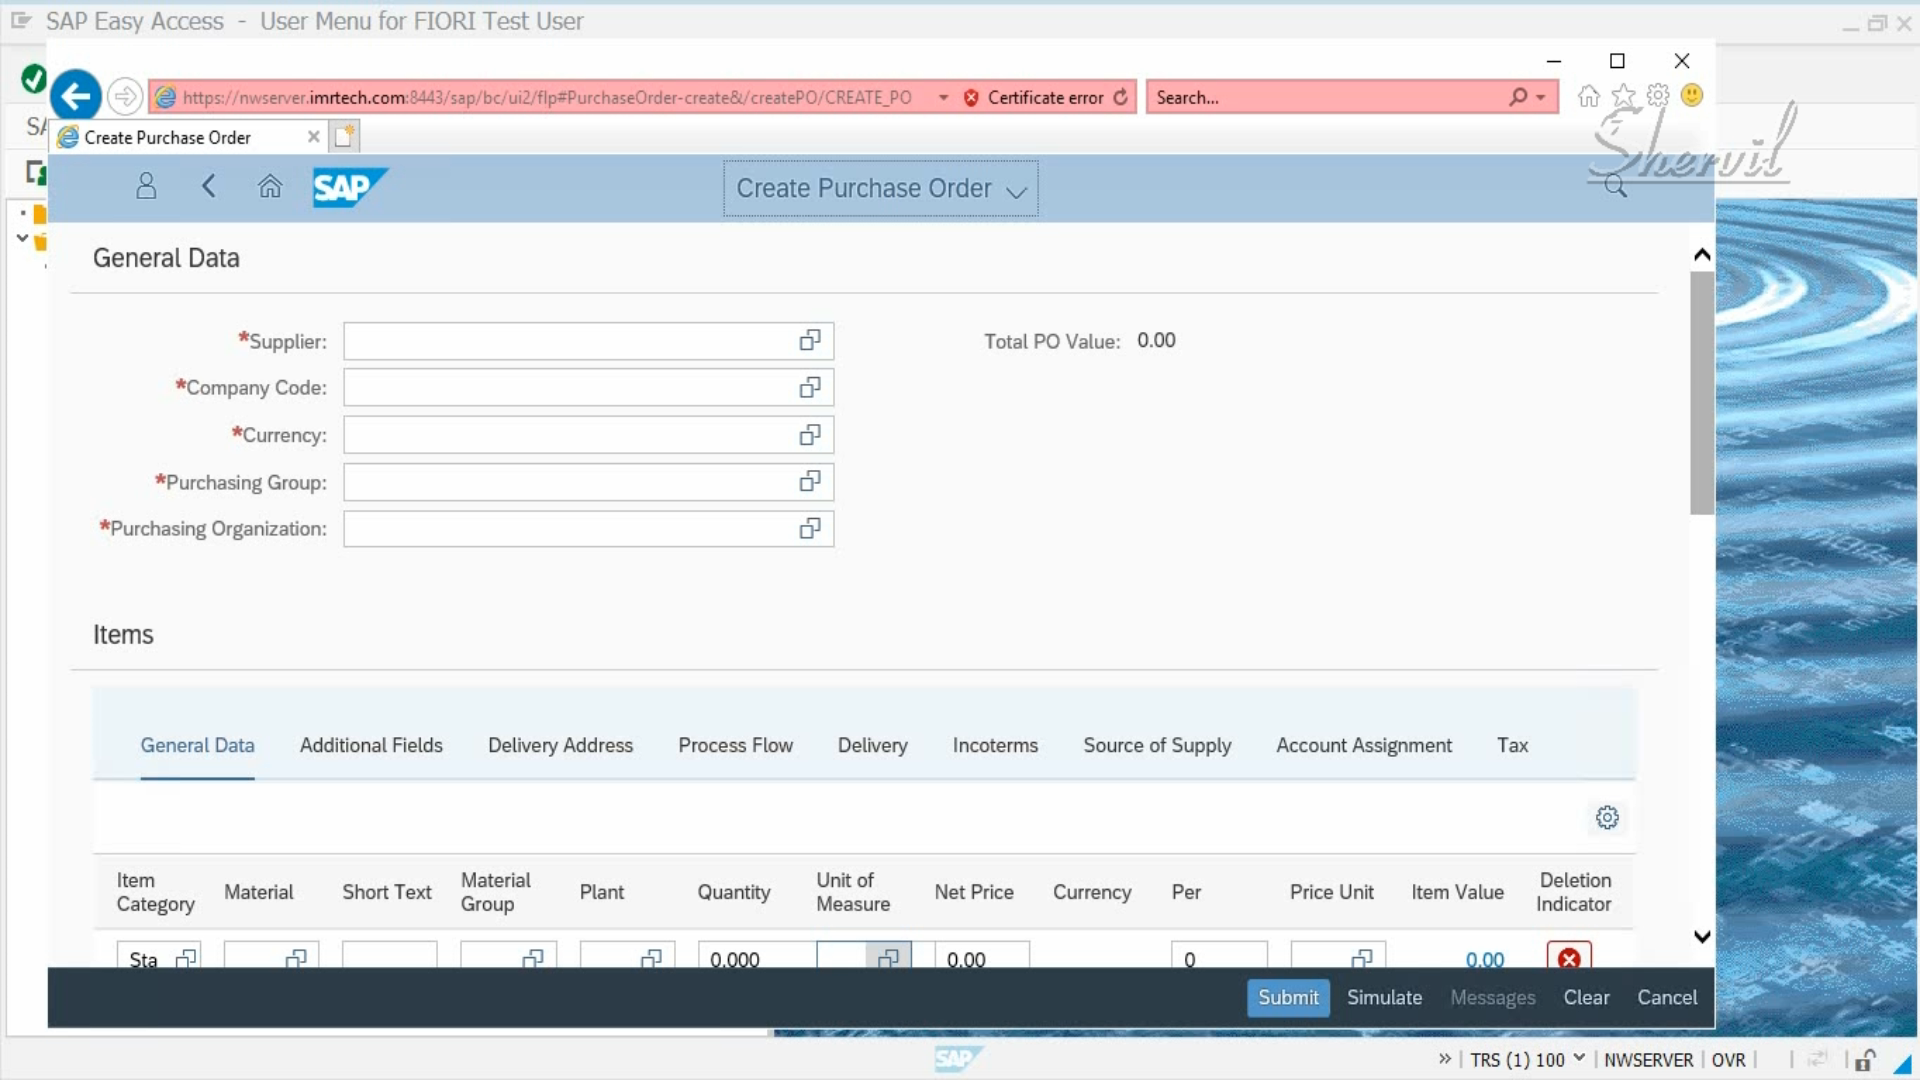 SAP Easy Access - User Menu for FIORI Test User
https://nwserver.imrtech.com:8443/sap/bc/ui2/flp#PurchaseOrder-create&/createPO/CREATE_PO
Certificate error
Search...
SA
Create Purchase Order
Shervil
SAP
Create Purchase Order
General Data
*Supplier:
Total PO Value: 0.00
*Company Code:
*Currency:
*Purchasing Group:
*Purchasing Organization:
Items
General Data Additional Fields Delivery Address Process Flow Delivery Incoterms Source of Supply Account Assignment Tax
Item Category Material Short Text Material Group Plant Quantity Unit of Measure Net Price Currency Per Price Unit Item Value Deletion Indicator
Sta 0.000 0.00 0 0.00
Submit Simulate Messages Clear Cancel
SAP
TRS (1) 100 NWSERVER OVR